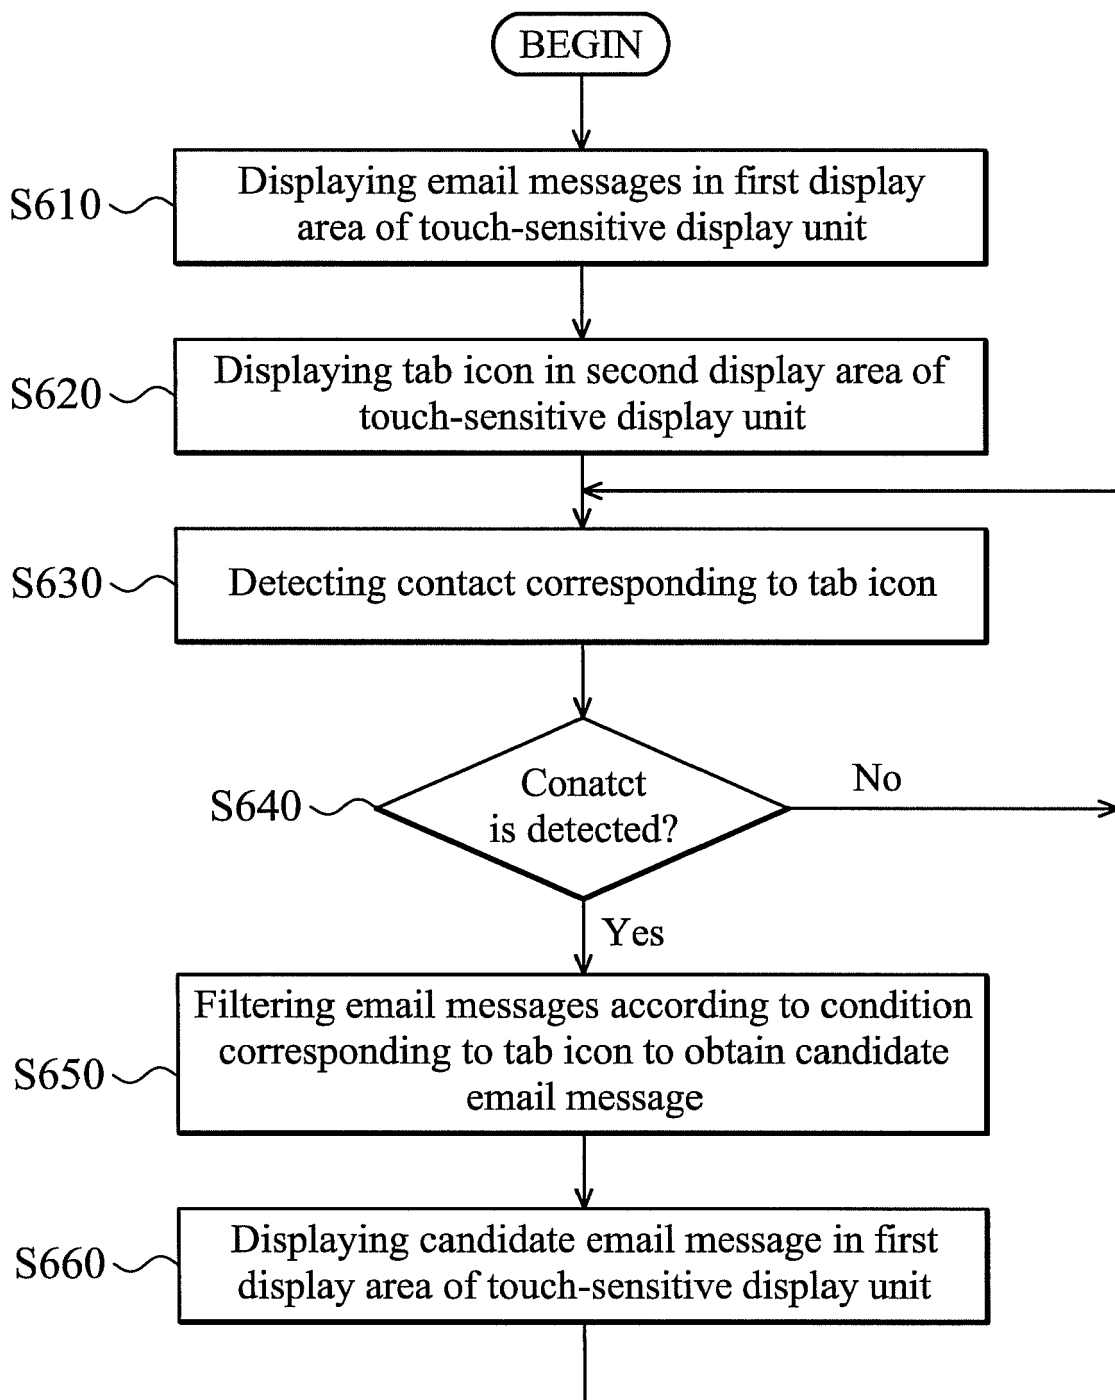 BEGIN
S610
Displaying email messages in first display
area of touch-sensitive display unit
S620
Displaying tab icon in second display area of
touch-sensitive display unit
S630
Detecting contact corresponding to tab icon
S640
Conatct
is detected?
No
Yes
S650
Filtering email messages according to condition
corresponding to tab icon to obtain candidate
email message
S660
Displaying candidate email message in first
display area of touch-sensitive display unit